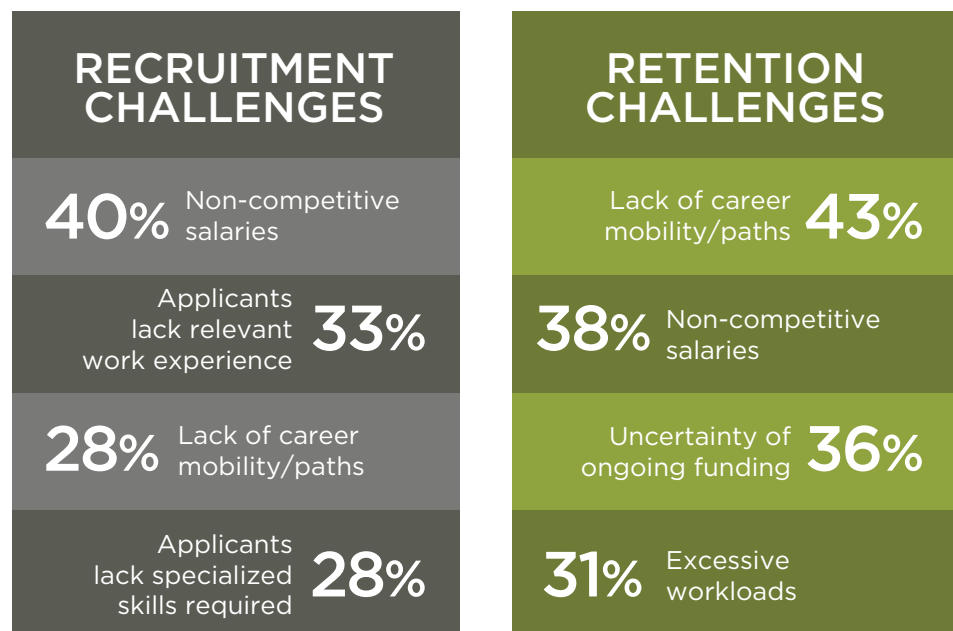 RECRUITMENT
CHALLENGES
40% Non-competitive
salaries
Applicants
lack relevant
work experience
33%
28% Lack of career
mobility/paths
Applicants
lack specialized
skills required
28%
RETENTION
CHALLENGES
Lack of career
mobility/paths
43%
38% Non-competitive
salaries
Uncertainty of
ongoing funding
36%
31% Excessive
workloads